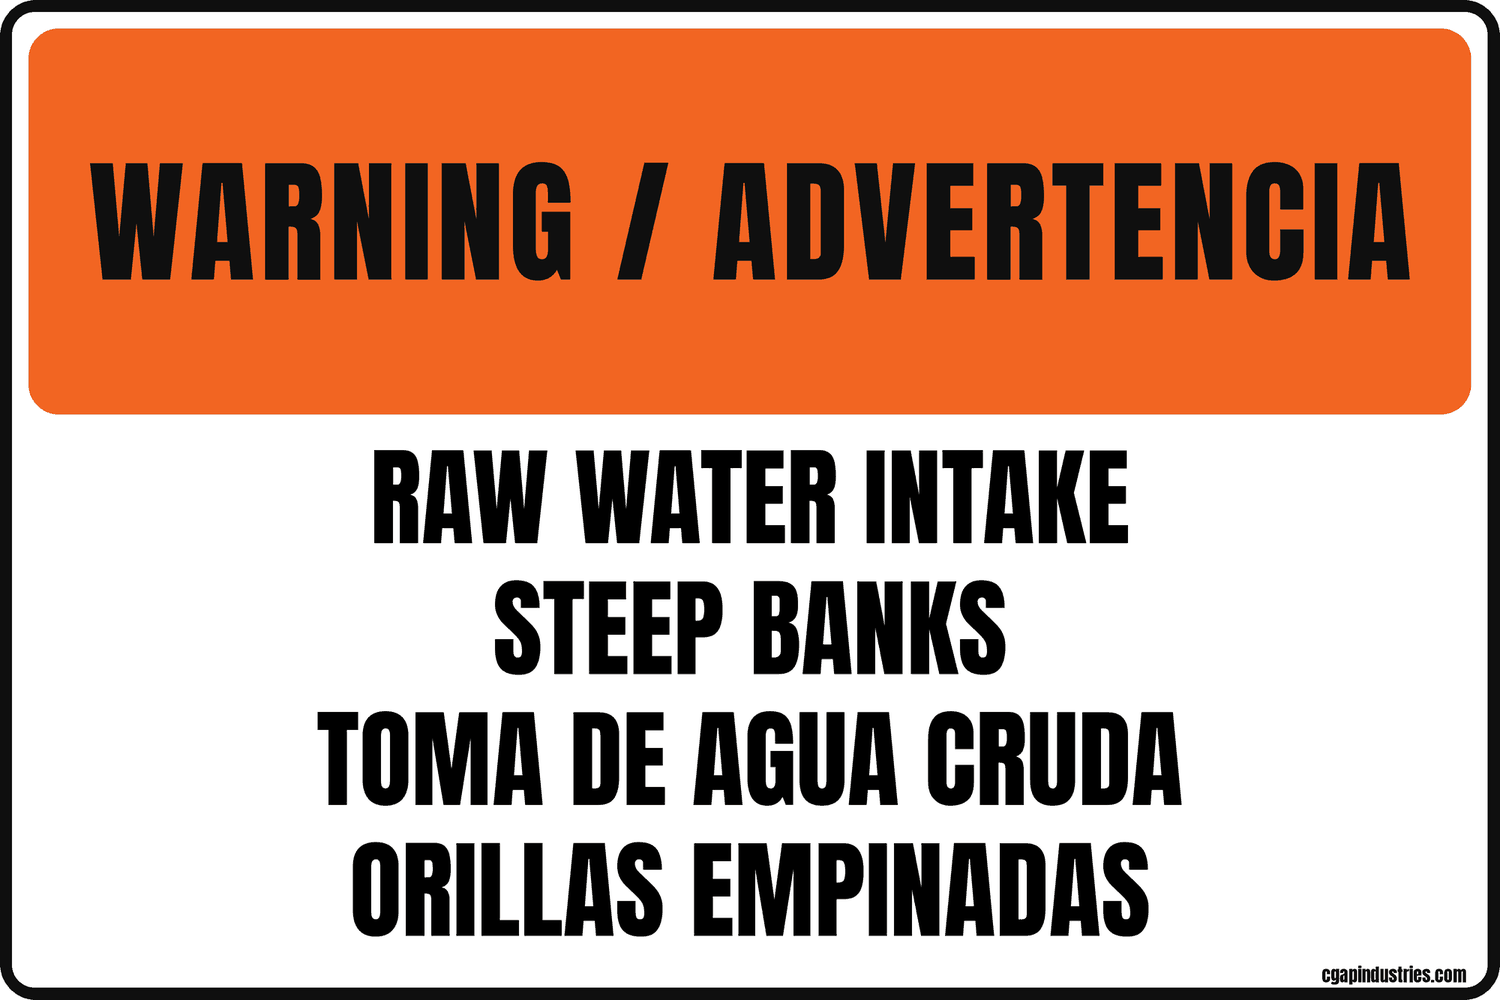 WARNING / ADVERTENCIA
RAW WATER INTAKE
STEEP BANKS
TOMA DE AGUA CRUDA
ORILLAS EMPINADAS
cgapindustries.com